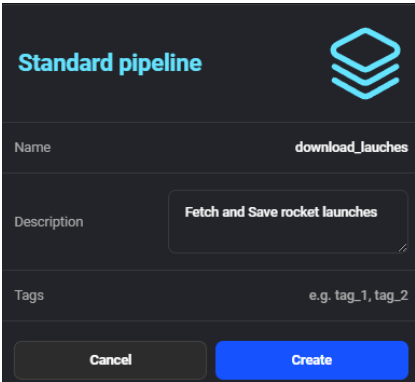 Standard pipeline
Name download_lauches
Description Fetch and Save rocket launches
Tags e.g. tag_1, tag_2
Cancel Create